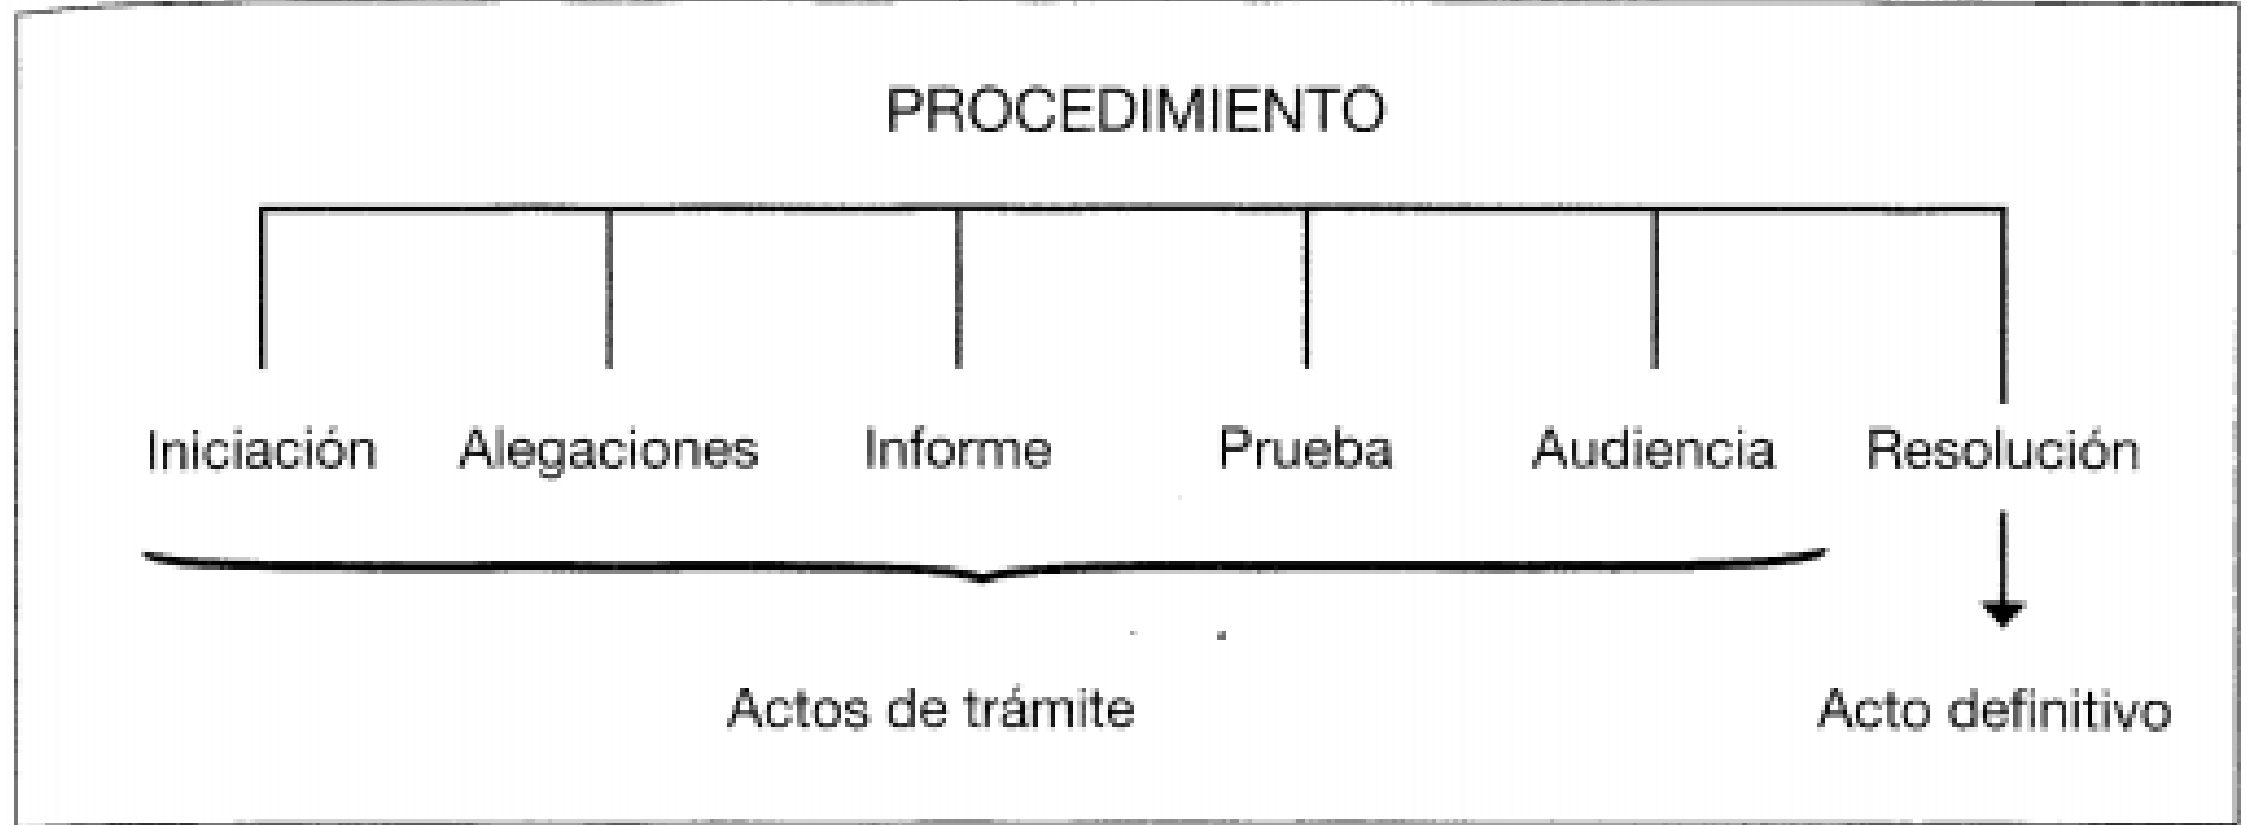 PROCEDIMIENTO
Iniciación Alegaciones Informe Prueba Audiencia Resolución
Actos de trámite Acto definitivo